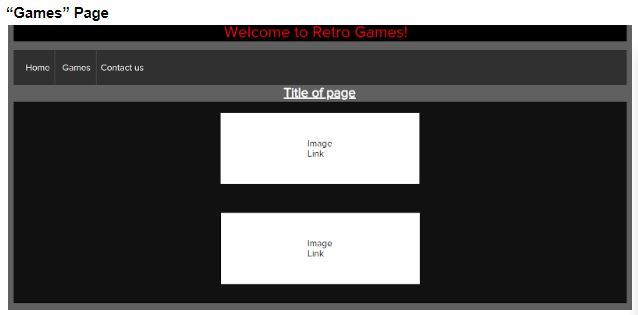 “Games” Page
Welcome to Retro Games!
Home Games Contact us
Title of page
Image
Link
Image
Link